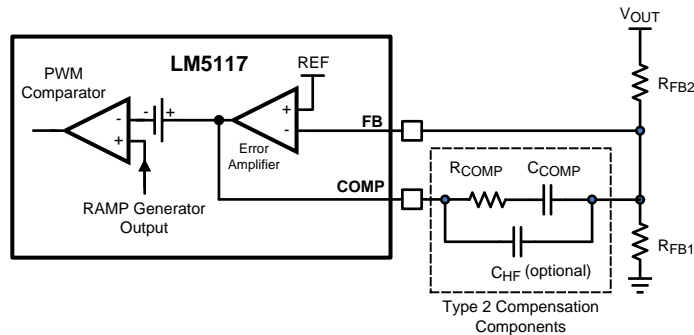 VOUT
LM5117
REF
PWM
Comparator
RFB2
- +
+
-
-
+
Error
Amplifier
FB
RCOMP
CCOMP
COMP
RAMP Generator
Output
RFB1
CHF (optional)
Type 2 Compensation
Components